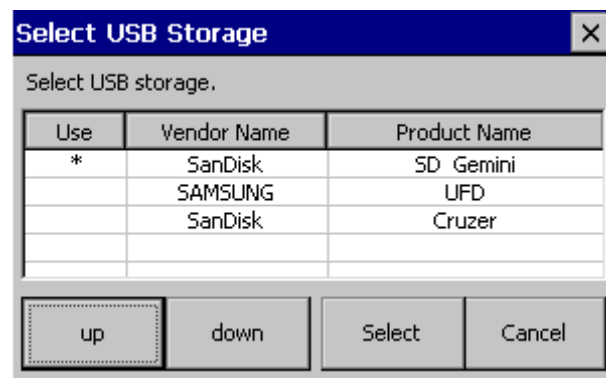 Select USB Storage
Select USB storage.
Use Vendor Name Product Name
* SanDisk SD Gemini
SAMSUNG UFD
SanDisk Cruzer
up down Select Cancel